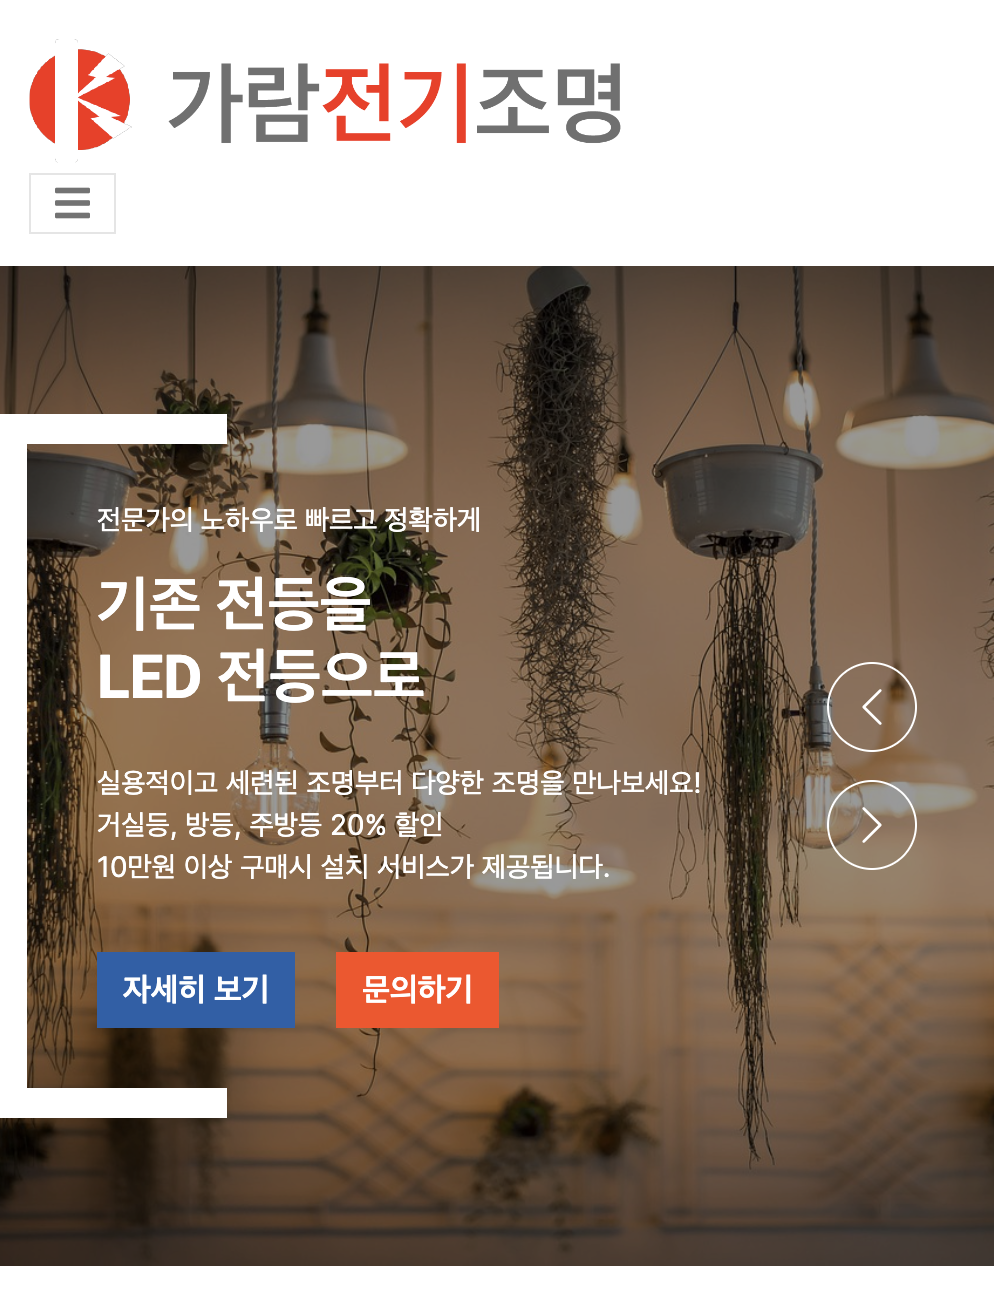 가람전기조명
전문가의 노하우로 빠르고 정확하게
기존 전등을
LED 전등으로
실용적이고 세련된 조명부터 다양한 조명을 만나보세요!
거실등, 방등, 주방등 20% 할인
10만원 이상 구매시 설치 서비스가 제공됩니다.
자세히 보기
문의하기